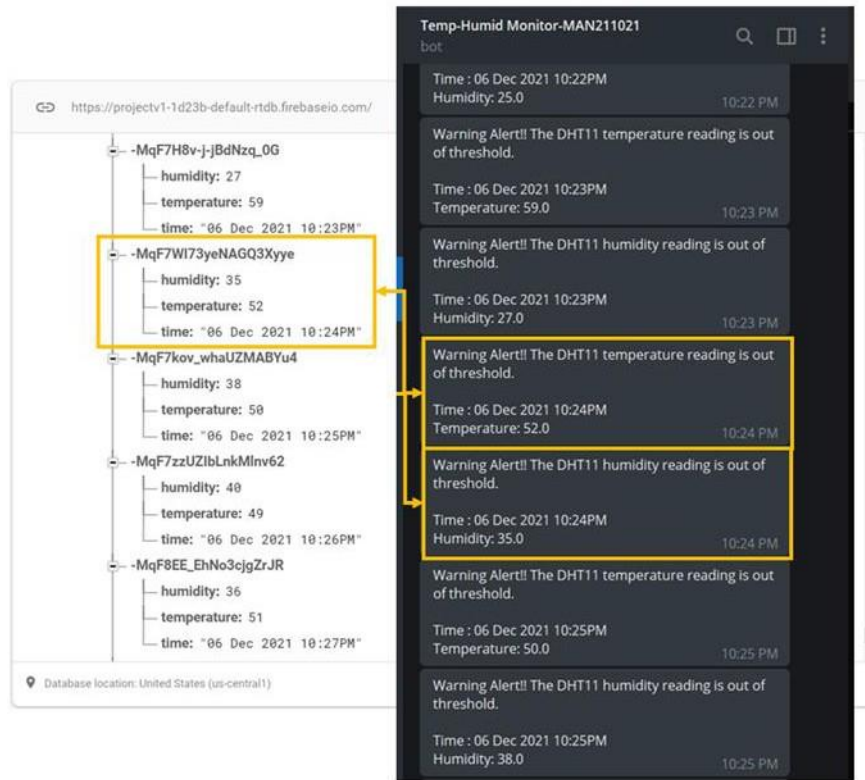 https://projectv1-1d23b-default-rtdb.firebaseio.com/
-MqF7H8v-j-jBdNzq_0G
humidity: 27
temperature: 59
time: "06 Dec 2021 10:23PM"
-MqF7WI73yeNAGQ3Xyye
humidity: 35
temperature: 52
time: "06 Dec 2021 10:24PM"
-MqF7kov_whaUZMABYu4
humidity: 38
temperature: 50
time: "06 Dec 2021 10:25PM"
-MqF7zzUZIbLnkMlnv62
humidity: 40
temperature: 49
time: "06 Dec 2021 10:26PM"
-MqF8EE_EhNo3cjgZrJR
humidity: 36
temperature: 51
time: "06 Dec 2021 10:27PM"
Database location: United States (us-central1)
Temp-Humid Monitor-MAN211021
bot
Time : 06 Dec 2021 10:22PM
Humidity: 25.0
10:22 PM
Warning Alert!! The DHT11 temperature reading is out
of threshold.
Time : 06 Dec 2021 10:23PM
Temperature: 59.0
10:23 PM
Warning Alert!! The DHT11 humidity reading is out of
threshold.
Time : 06 Dec 2021 10:23PM
Humidity: 27.0
10:23 PM
Warning Alert!! The DHT11 temperature reading is out
of threshold.
Time : 06 Dec 2021 10:24PM
Temperature: 52.0
10:24 PM
Warning Alert!! The DHT11 humidity reading is out of
threshold.
Time : 06 Dec 2021 10:24PM
Humidity: 35.0
10:24 PM
Warning Alert!! The DHT11 temperature reading is out
of threshold.
Time : 06 Dec 2021 10:25PM
Temperature: 50.0
10:25 PM
Warning Alert!! The DHT11 humidity reading is out of
threshold.
Time : 06 Dec 2021 10:25PM
Humidity: 38.0
10:25 PM